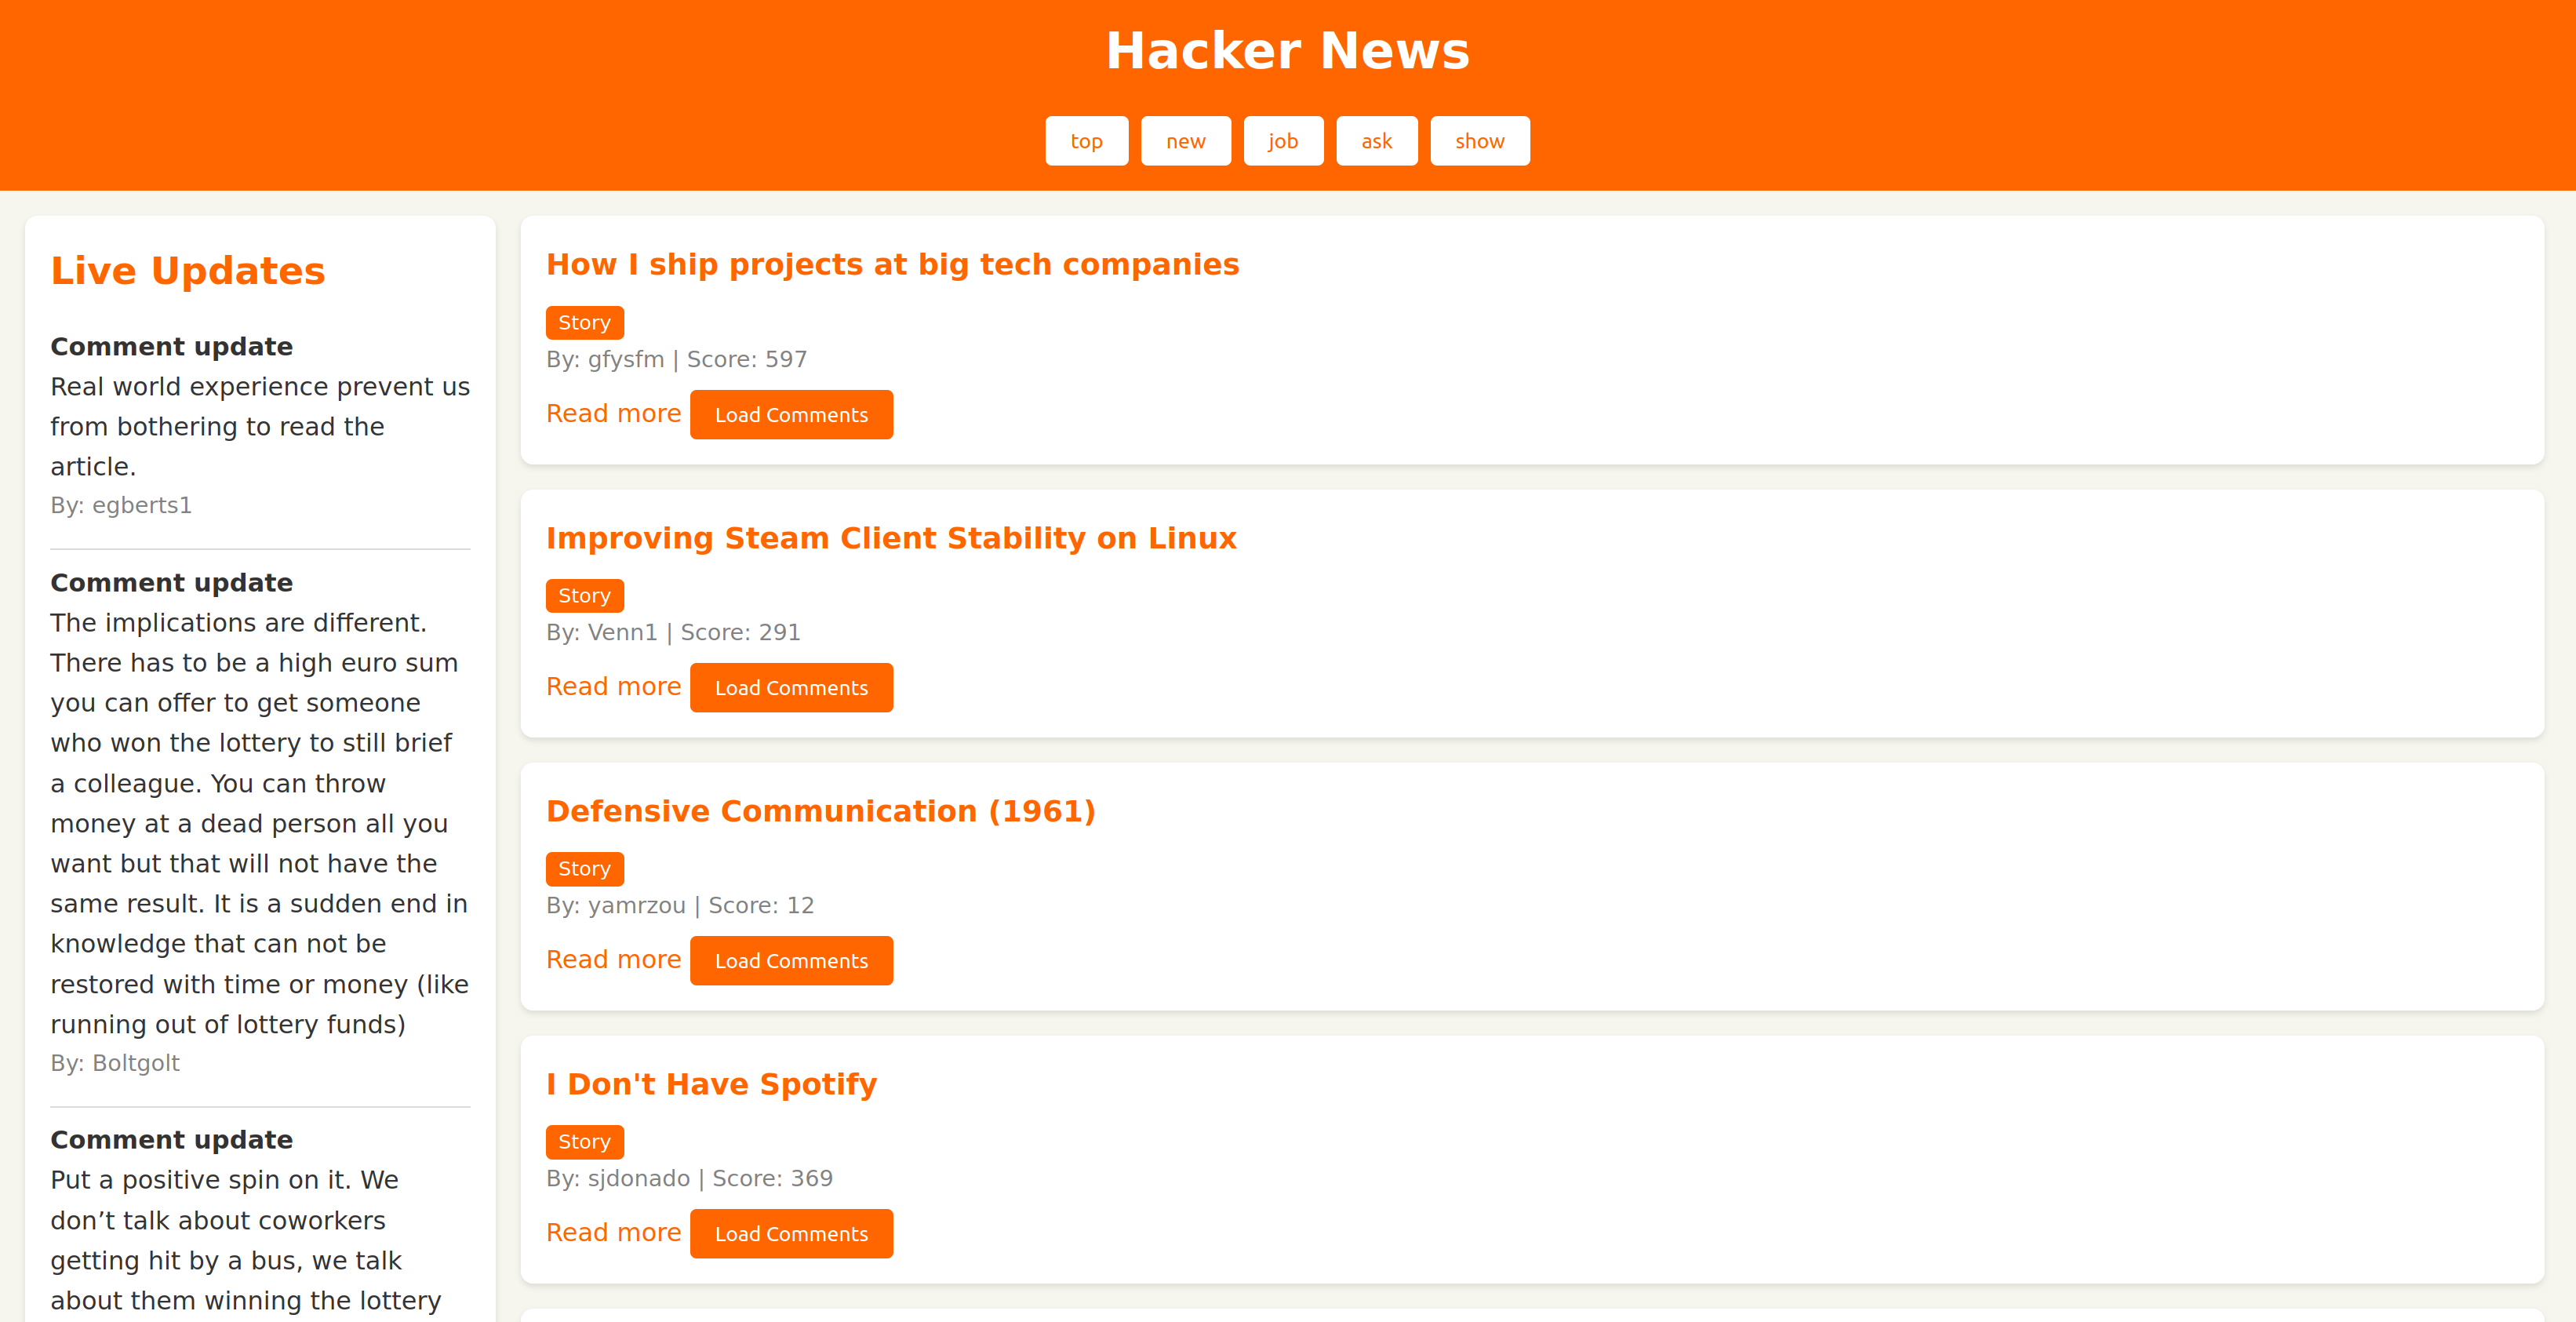 Hacker News
top new job ask show
Live Updates
Comment update
Real world experience prevent us
from bothering to read the
article.
By: egberts1
Comment update
The implications are different.
There has to be a high euro sum
you can offer to get someone
who won the lottery to still brief
a colleague. You can throw
money at a dead person all you
want but that will not have the
same result. It is a sudden end in
knowledge that can not be
restored with time or money (like
running out of lottery funds)
By: Boltgolt
Comment update
Put a positive spin on it. We
don’t talk about coworkers
getting hit by a bus, we talk
about them winning the lottery
How I ship projects at big tech companies
Story
By: gfysfm | Score: 597
Read more Load Comments
Improving Steam Client Stability on Linux
Story
By: Venn1 | Score: 291
Read more Load Comments
Defensive Communication (1961)
Story
By: yamrzou | Score: 12
Read more Load Comments
I Don't Have Spotify
Story
By: sjdonado | Score: 369
Read more Load Comments